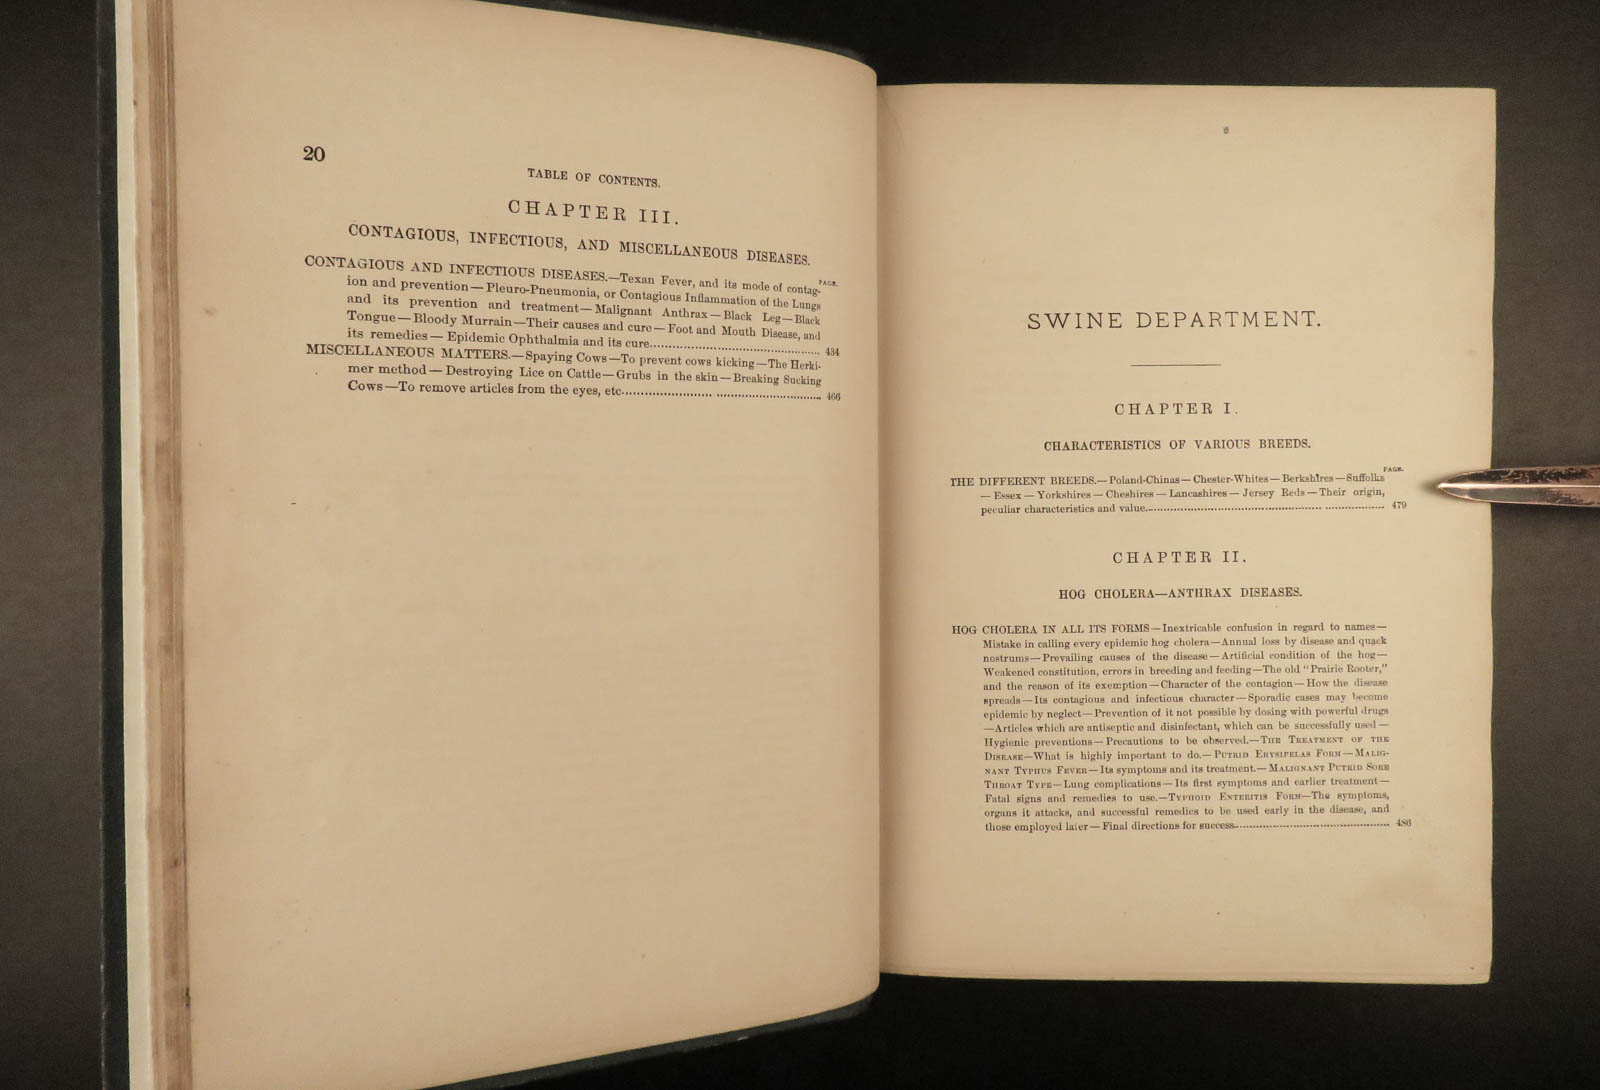 20
TABLE OF CONTENTS.
CHAPTER III.
CONTAGIOUS, INFECTIOUS, AND MISCELLANEOUS DISEASES.
PAGE.
CONTAGIOUS AND INFECTIOUS DISEASES.—Texan Fever, and its mode of contag-
ion and prevention—Pleuro-Pneumonia, or Contagious Inflammation of the Lungs
and its prevention and treatment—Malignant Anthrax—Black Leg—Black
Tongue—Bloody Murrain—Their causes and cure—Foot and Mouth Disease, and
its remedies—Epidemic Ophthalmia and its cure.......... 434
MISCELLANEOUS MATTERS.—Spaying Cows—To prevent cows kicking—The Herki-
mer method—Destroying Lice on Cattle—Grubs in the skin—Breaking Sucking
Cows—To remove articles from the eyes, etc.......... 466
SWINE DEPARTMENT.
CHAPTER I.
CHARACTERISTICS OF VARIOUS BREEDS.
PAGE.
THE DIFFERENT BREEDS.—Poland-Chinas—Chester-Whites—Berkshires—Suffolks
—Essex—Yorkshires—Cheshires—Lancashires—Jersey Reds—Their origin,
peculiar characteristics and value.......... 479
CHAPTER II.
HOG CHOLERA—ANTHRAX DISEASES.
HOG CHOLERA IN ALL ITS FORMS—Inextricable confusion in regard to names—
Mistake in calling every epidemic hog cholera—Annual loss by disease and quack
nostrums—Prevailing causes of the disease—Artificial condition of the hog—
Weakened constitution, errors in breeding and feeding—The old "Prairie Rooter,"
and the reason of its exemption—Character of the contagion—How the disease
spreads—Its contagious and infectious character—Sporadic cases may become
epidemic by neglect—Prevention of it not possible by dosing with powerful drugs
—Articles which are antiseptic and disinfectant, which can be successfully used—
Hygienic preventions—Precautions to be observed.—THE TREATMENT OF THE
DISEASE—What is highly important to do.—PUTRID ERYSIPELAS FORM—MALIG-
NANT TYPHUS FEVER—Its symptoms and its treatment.—MALIGNANT PUTRID SORE
THROAT TYPE—Lung complications—Its first symptoms and earlier treatment—
Fatal signs and remedies to use.—TYPHOID ENTERITIS FORM—The symptoms,
organs it attacks, and successful remedies to be used early in the disease, and
those employed later—Final directions for success.......... 486